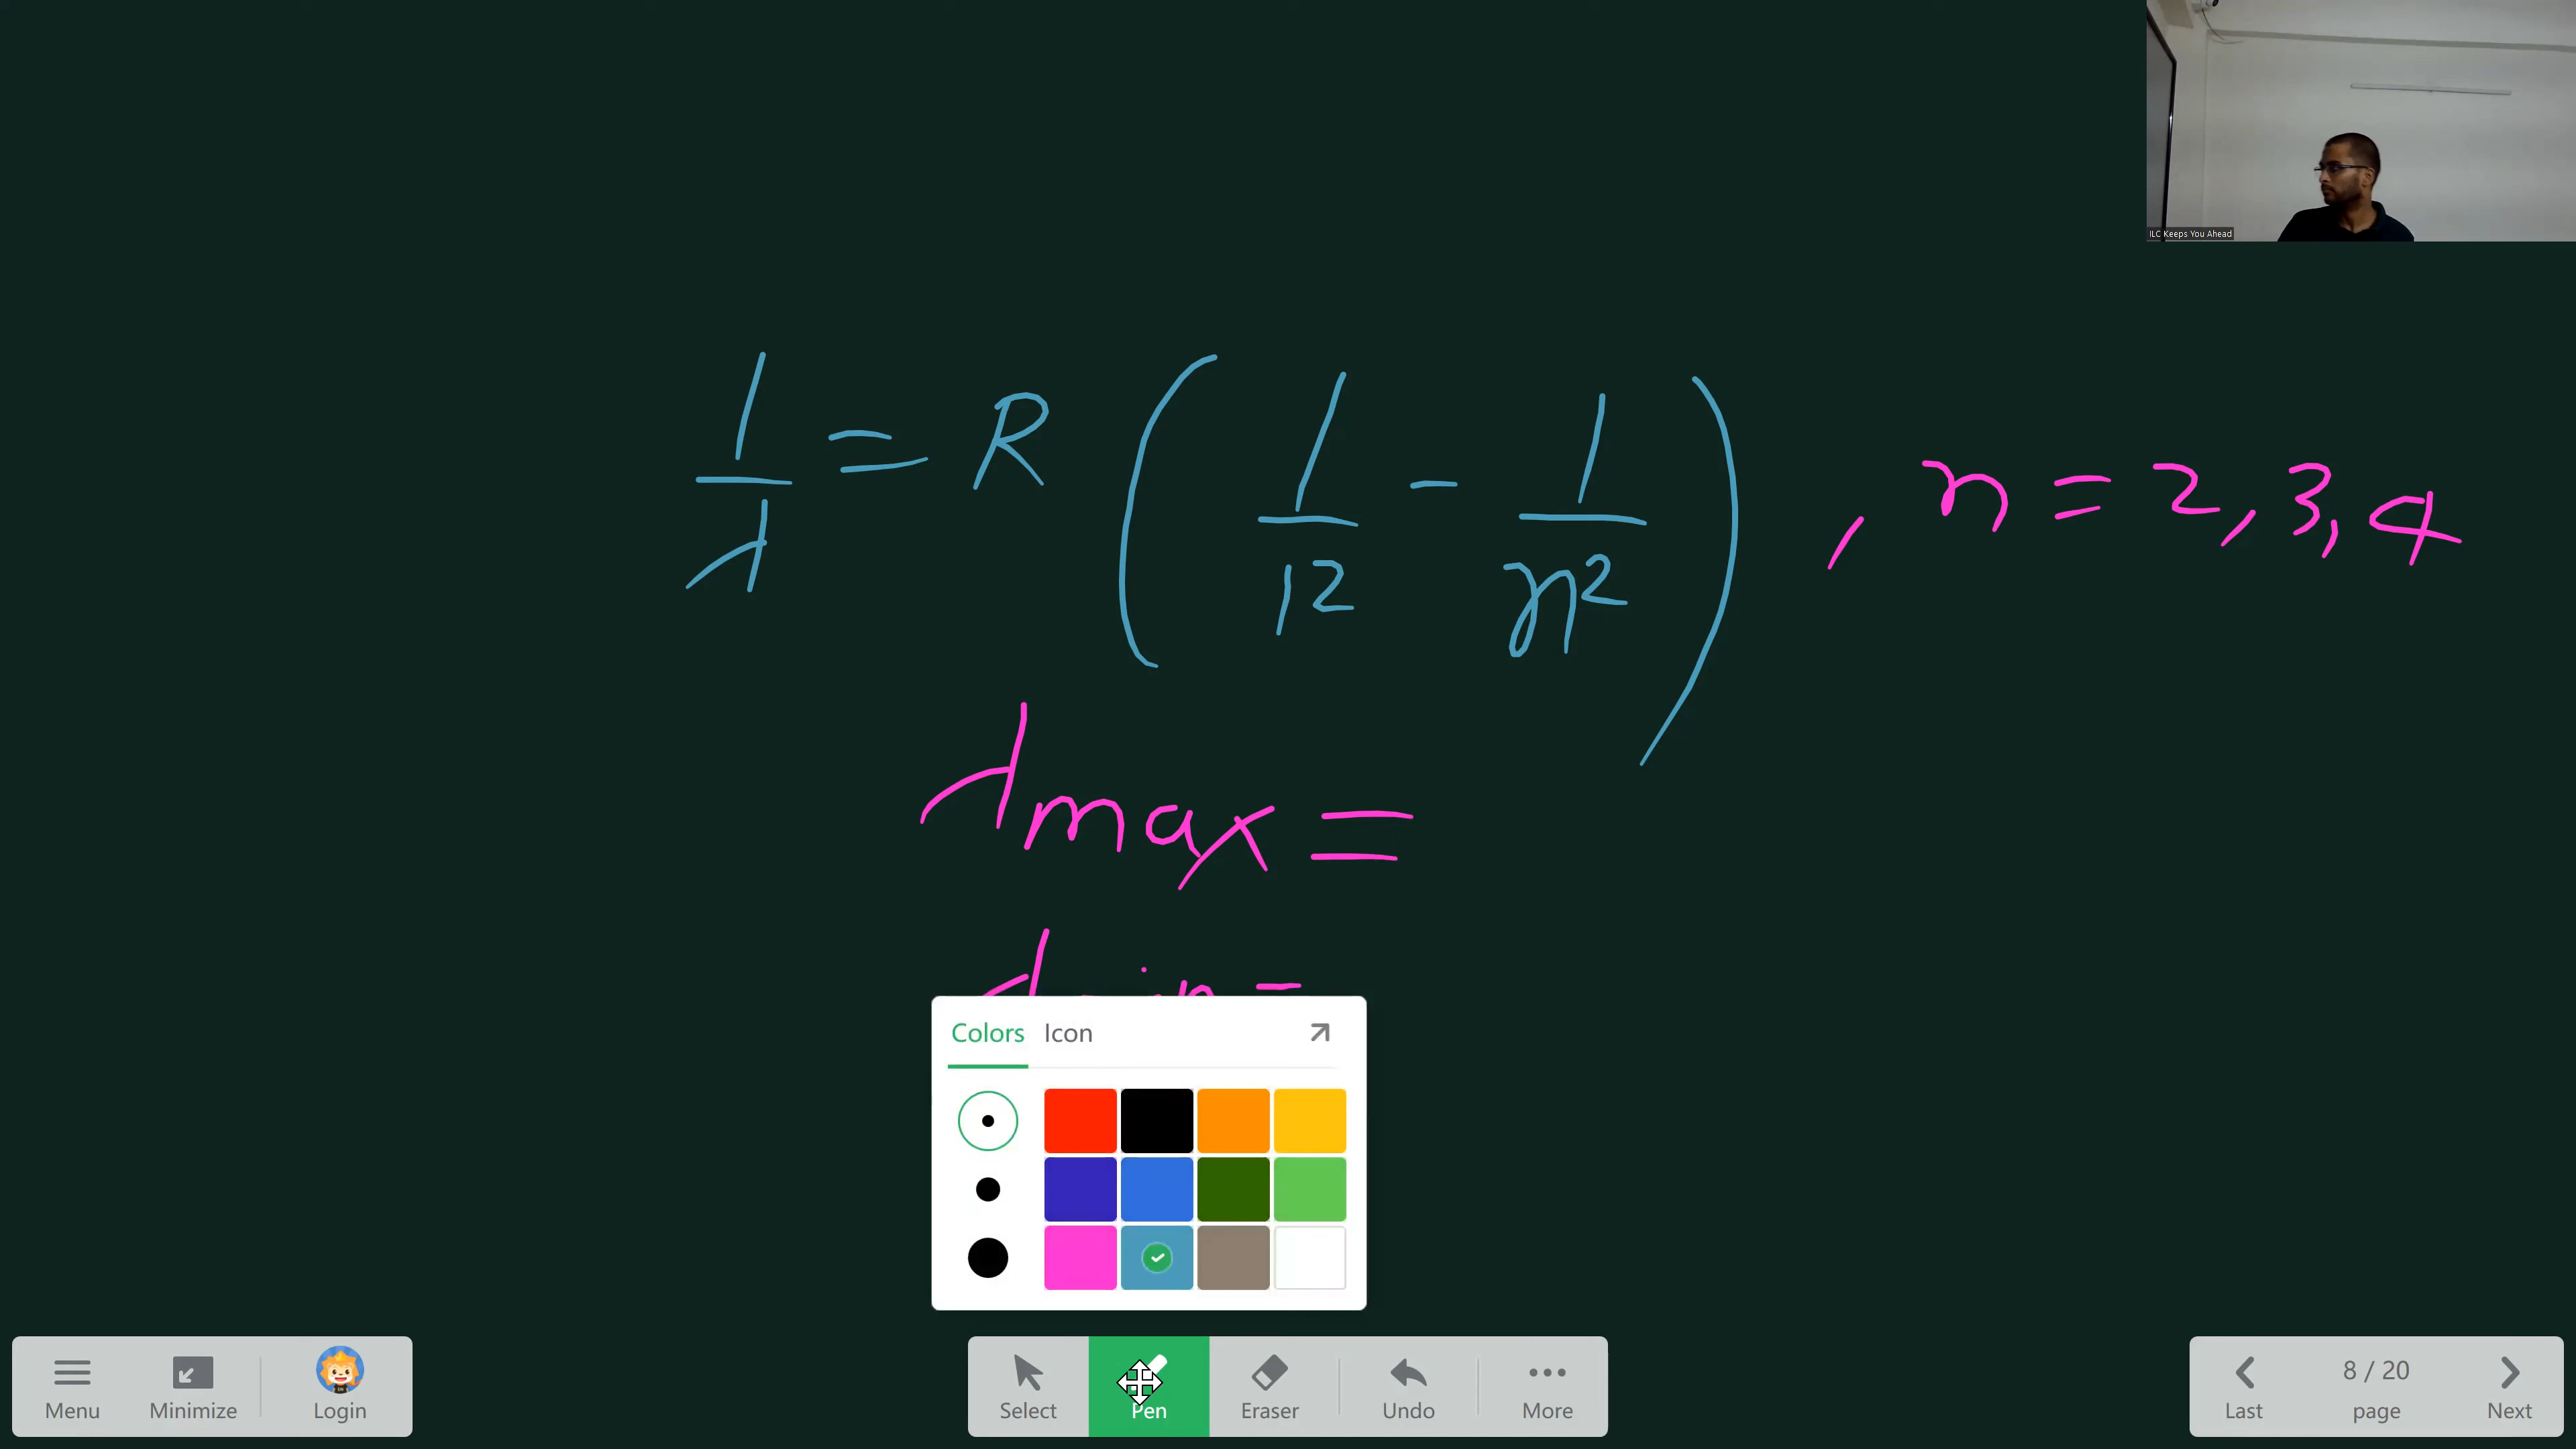 ILC Keeps You Ahead
1/λ = R ( 1/1² - 1/n² ) , n = 2, 3, 4
λmax =
Colors Icon
Menu Minimize Login
Select Pen Eraser Undo More
8 / 20
Last page Next